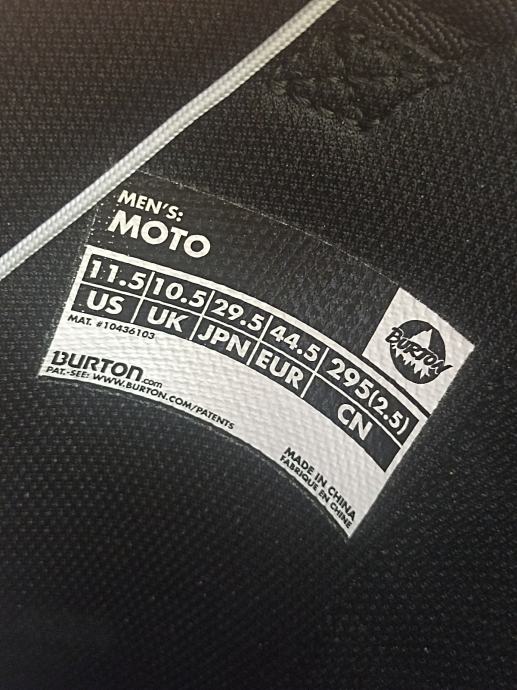 MEN'S:
MOTO
11.5 10.5 29.5 44.5 295(2.5)
US UK JPN EUR CN
MAT. #10436103
BURTON
BURTON.com
PAT.-SEE: WWW.BURTON.COM/PATENTS
MADE IN CHINA
FABRIQUE EN CHINE